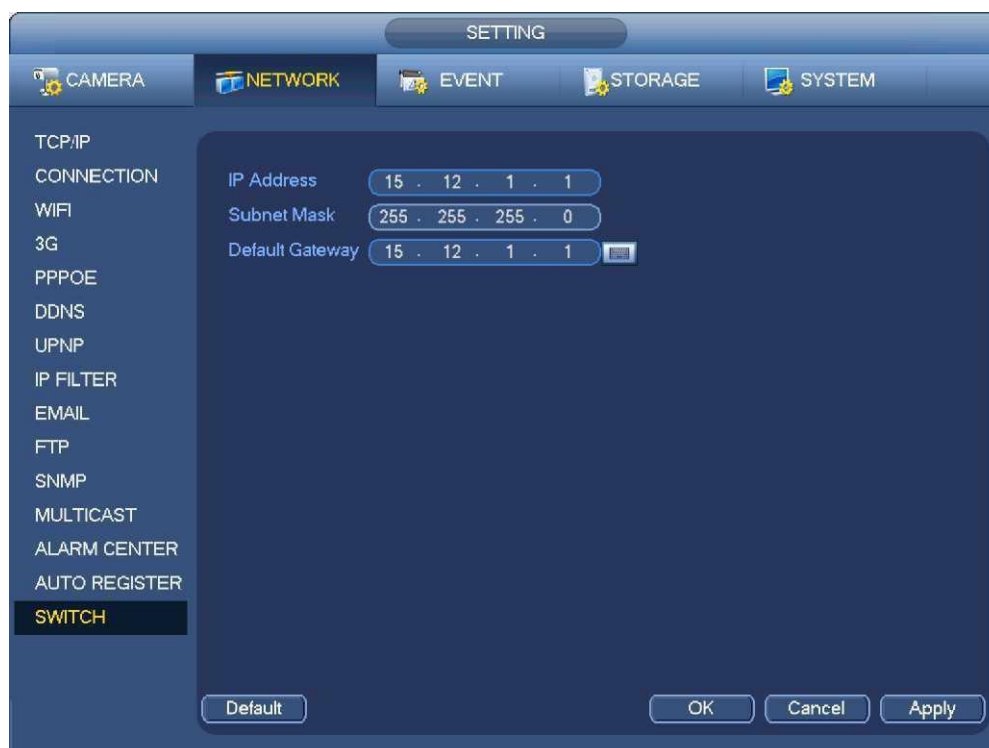 SETTING
CAMERA NETWORK EVENT STORAGE SYSTEM
TCP/IP
CONNECTION
WIFI
3G
PPPOE
DDNS
UPNP
IP FILTER
EMAIL
FTP
SNMP
MULTICAST
ALARM CENTER
AUTO REGISTER
SWITCH
IP Address 15 . 12 . 1 . 1
Subnet Mask 255 . 255 . 255 . 0
Default Gateway 15 . 12 . 1 . 1
Default OK Cancel Apply